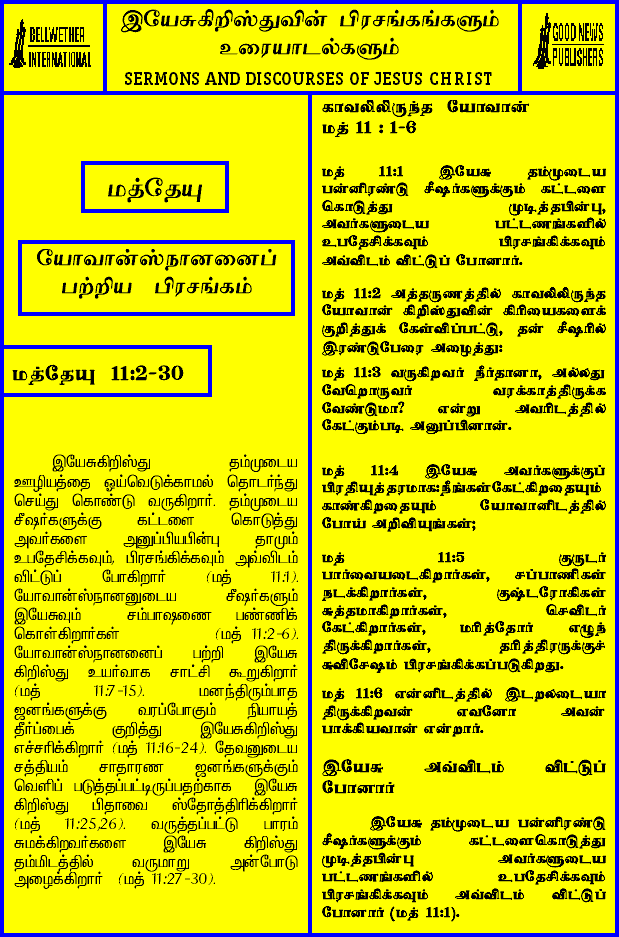 BELLWETHER
INTERNATIONAL
இயேசுகிறிஸ்துவின் பிரசங்கங்களும்
உரையாடல்களும்
SERMONS AND DISCOURSES OF JESUS CHRIST
GOOD NEWS
PUBLISHERS
மத்தேயு
யோவான்ஸ்நானனைப்
பற்றிய பிரசங்கம்
மத்தேயு 11:2-30
இயேசுகிறிஸ்து தம்முடைய
ஊழியத்தை ஓய்வெடுக்காமல் தொடர்ந்து
செய்து கொண்டு வருகிறார். தம்முடைய
சீஷர்களுக்கு கட்டளை கொடுத்து
அவர்களை அனுப்பியபின்பு தாமும்
உபதேசிக்கவும், பிரசங்கிக்கவும் அவ்விடம்
விட்டுப் போகிறார் (மத் 11:1).
யோவான்ஸ்நானனுடைய சீஷர்களும்
இயேசுவும் சம்பாஷணை பண்ணிக்
கொள்கிறார்கள் (மத் 11:2-6).
யோவான்ஸ்நானனைப் பற்றி இயேசு
கிறிஸ்து உயர்வாக சாட்சி கூறுகிறார்
(மத் 11:7-15). மனந்திரும்பாத
ஜனங்களுக்கு வரப்போகும் நியாயத்
தீர்ப்பைக் குறித்து இயேசுகிறிஸ்து
எச்சரிக்கிறார் (மத் 11:16-24). தேவனுடைய
சத்தியம் சாதாரண ஜனங்களுக்கும்
வெளிப் படுத்தப்பட்டிருப்பதற்காக இயேசு
கிறிஸ்து பிதாவை ஸ்தோத்திரிக்கிறார்
(மத் 11:25,26). வருத்தப்பட்டு பாரம்
சுமக்கிறவர்களை இயேசு கிறிஸ்து
தம்மிடத்தில் வருமாறு அன்போடு
அழைக்கிறார் (மத் 11:27-30).
காவலிலிருந்த யோவான்
மத் 11 : 1-6
மத் 11:1 இயேசு தம்முடைய
பன்னிரண்டு சீஷர்களுக்கும் கட்டளை
கொடுத்து முடித்தபின்பு,
அவர்களுடைய பட்டணங்களில்
உபதேசிக்கவும் பிரசங்கிக்கவும்
அவ்விடம் விட்டுப் போனார்.
மத் 11:2 அத்தருணத்தில் காவலிலிருந்த
யோவான் கிறிஸ்துவின் கிரியைகளைக்
குறித்துக் கேள்விப்பட்டு, தன் சீஷரில்
இரண்டுபேரை அழைத்து:
மத் 11:3 வருகிறவர் நீர்தானா, அல்லது
வேறொருவர் வரக்காத்திருக்க
வேண்டுமா? என்று அவரிடத்தில்
கேட்கும்படி அனுப்பினான்.
மத் 11:4 இயேசு அவர்களுக்குப்
பிரதியுத்தரமாக:நீங்கள்கேட்கிறதையும்
காண்கிறதையும் யோவானிடத்தில்
போய் அறிவியுங்கள்;
மத் 11:5 குருடர்
பார்வையடைகிறார்கள், சப்பாணிகள்
நடக்கிறார்கள், குஷ்டரோகிகள்
சுத்தமாகிறார்கள், செவிடர்
கேட்கிறார்கள், மரித்தோர் எழுந்
திருக்கிறார்கள், தரித்திரருக்குச்
சுவிசேஷம் பிரசங்கிக்கப்படுகிறது.
மத் 11:6 என்னிடத்தில் இடறலடையா
திருக்கிறவன் எவனோ அவன்
பாக்கியவான் என்றார்.
இயேசு அவ்விடம் விட்டுப்
போனார்
இயேசு தம்முடைய பன்னிரண்டு
சீஷர்களுக்கும் கட்டளைகொடுத்து
முடித்தபின்பு அவர்களுடைய
பட்டணங்களில் உபதேசிக்கவும்
பிரசங்கிக்கவும் அவ்விடம் விட்டுப்
போனார் (மத் 11:1).